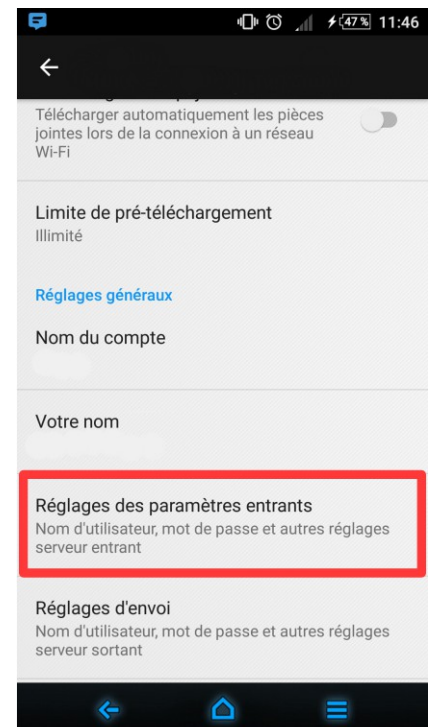 47% 11:46
Télécharger automatiquement les pièces
jointes lors de la connexion à un réseau
Wi-Fi
Limite de pré-téléchargement
Illimité
Réglages généraux
Nom du compte
Votre nom
Réglages des paramètres entrants
Nom d'utilisateur, mot de passe et autres réglages
serveur entrant
Réglages d'envoi
Nom d'utilisateur, mot de passe et autres réglages
serveur sortant